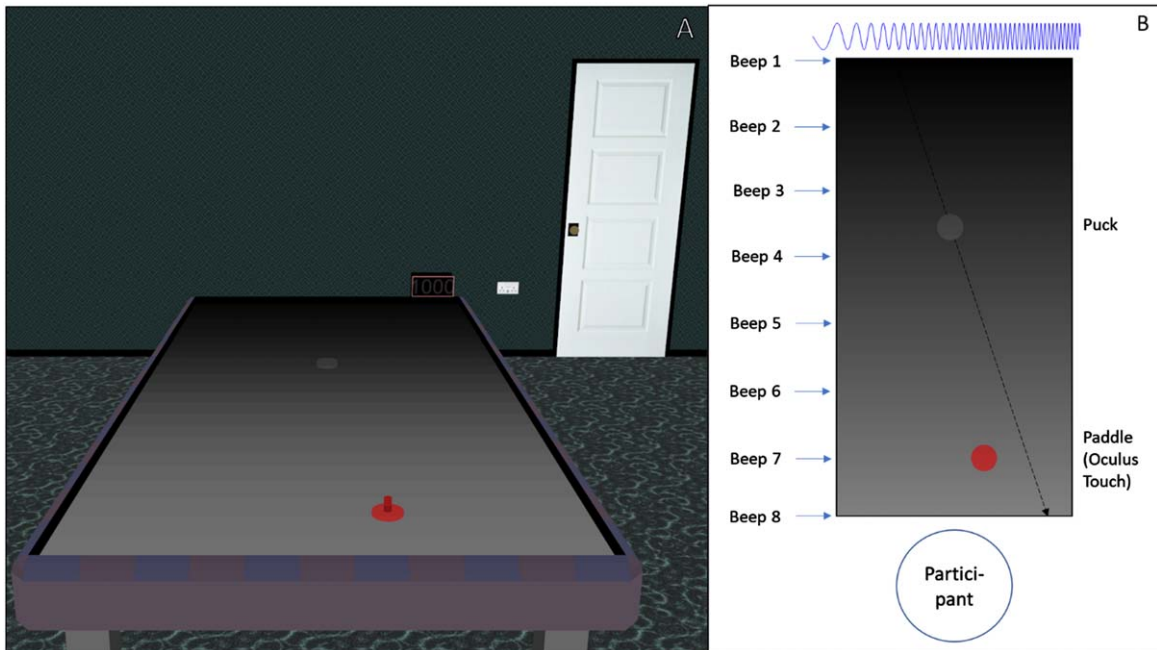 A
1000
B
Beep 1
Beep 2
Beep 3
Puck
Beep 4
Beep 5
Beep 6
Paddle
(Oculus
Touch)
Beep 7
Beep 8
Partici-
pant